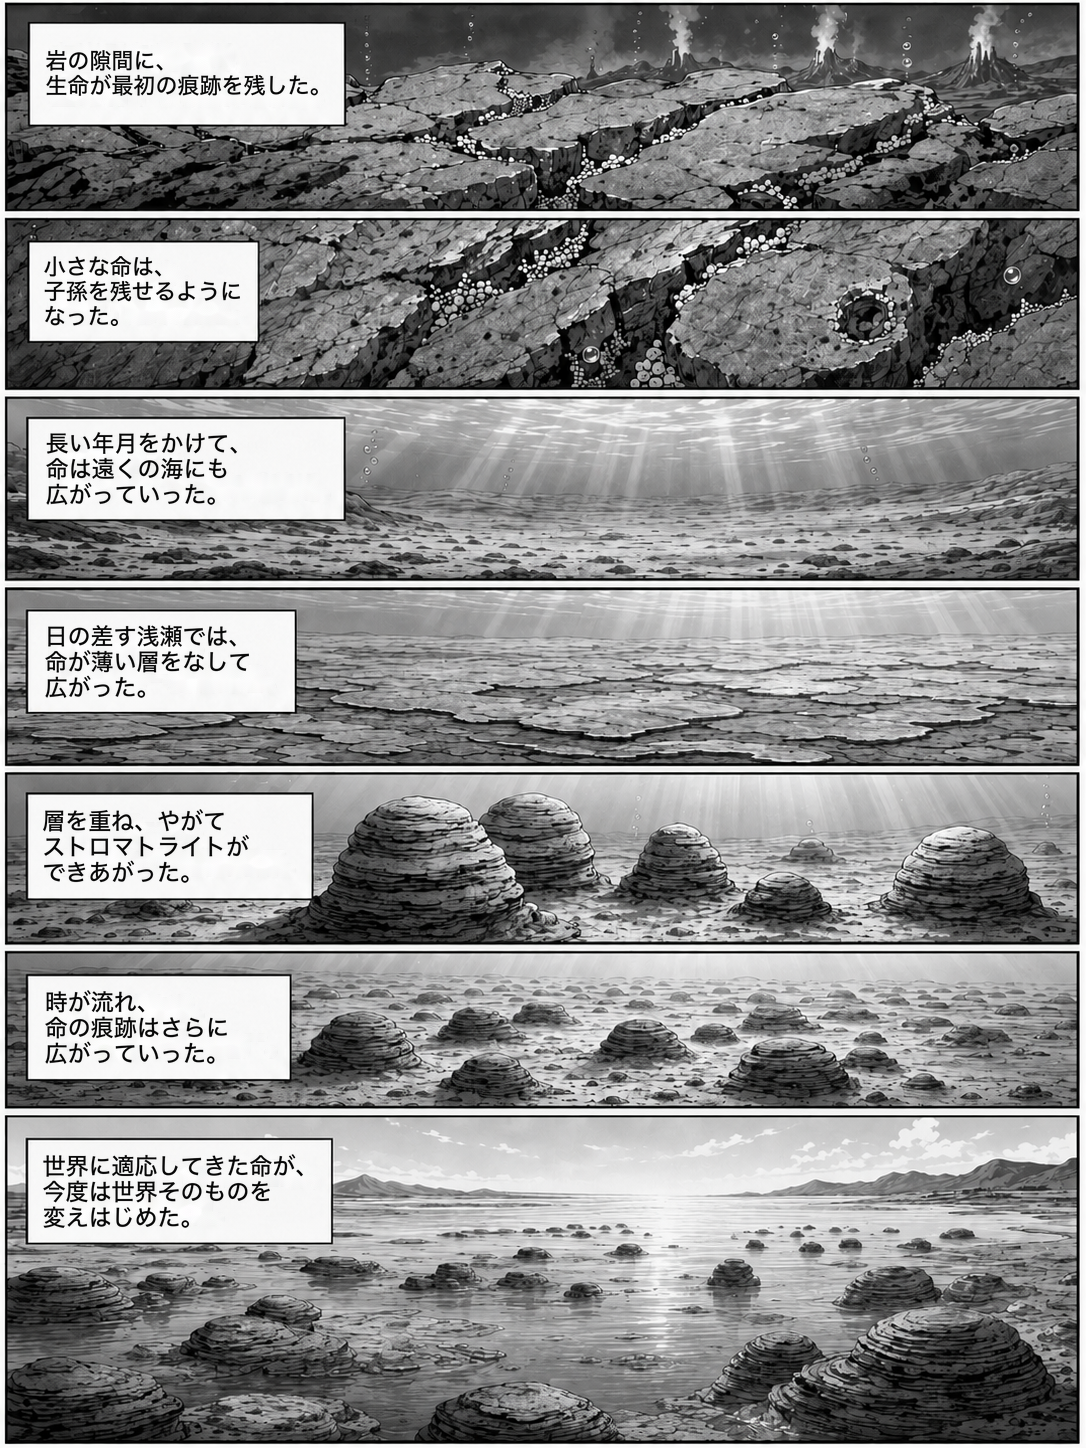 岩の隙間に、
生命が最初の痕跡を残した。
小さな命は、
子孫を残せるように
なった。
長い年月をかけて、
命は遠くの海にも
広がっていった。
日の差す浅瀬では、
命が薄い層をなして
広がった。
層を重ね、やがて
ストロマトライトが
できあがった。
時が流れ、
命の痕跡はさらに
広がっていった。
世界に適応してきた命が、
今度は世界そのものを
変えはじめた。